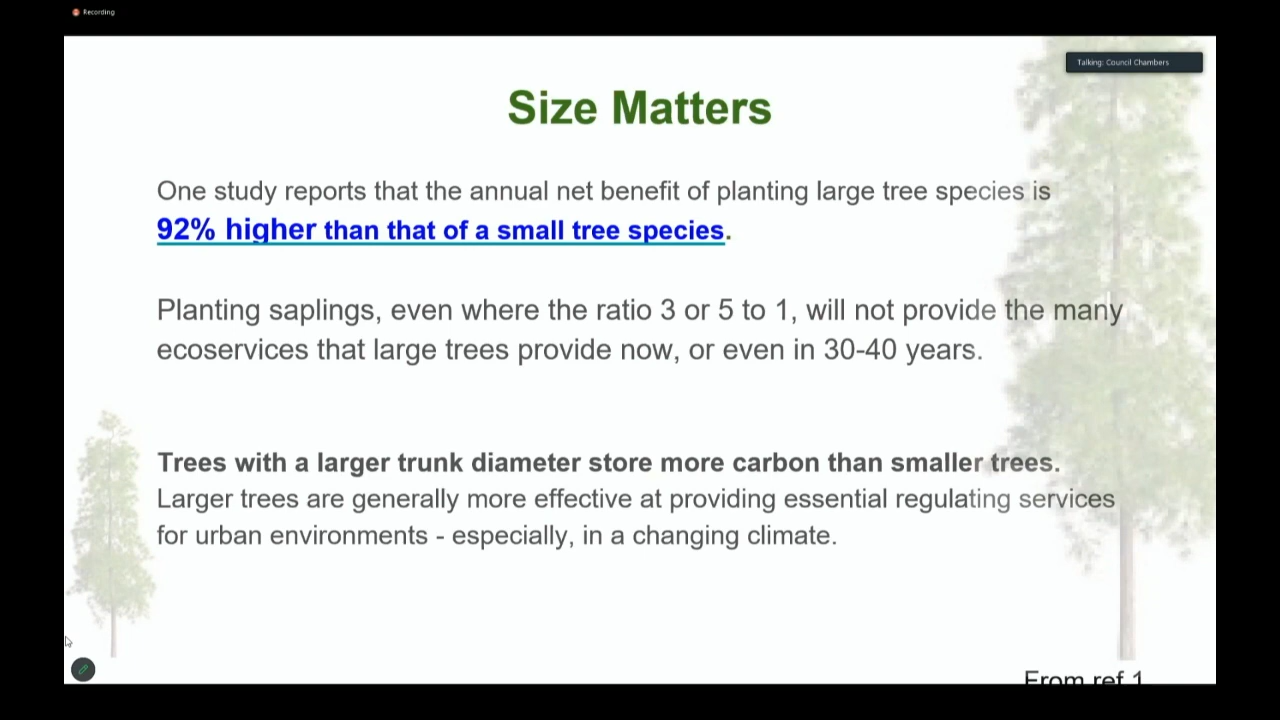 Recording
Talking: Council Chambers
Size Matters
One study reports that the annual net benefit of planting large tree species is
92% higher than that of a small tree species.
Planting saplings, even where the ratio 3 or 5 to 1, will not provide the many
ecoservices that large trees provide now, or even in 30-40 years.
Trees with a larger trunk diameter store more carbon than smaller trees.
Larger trees are generally more effective at providing essential regulating services
for urban environments - especially, in a changing climate.
From ref 1